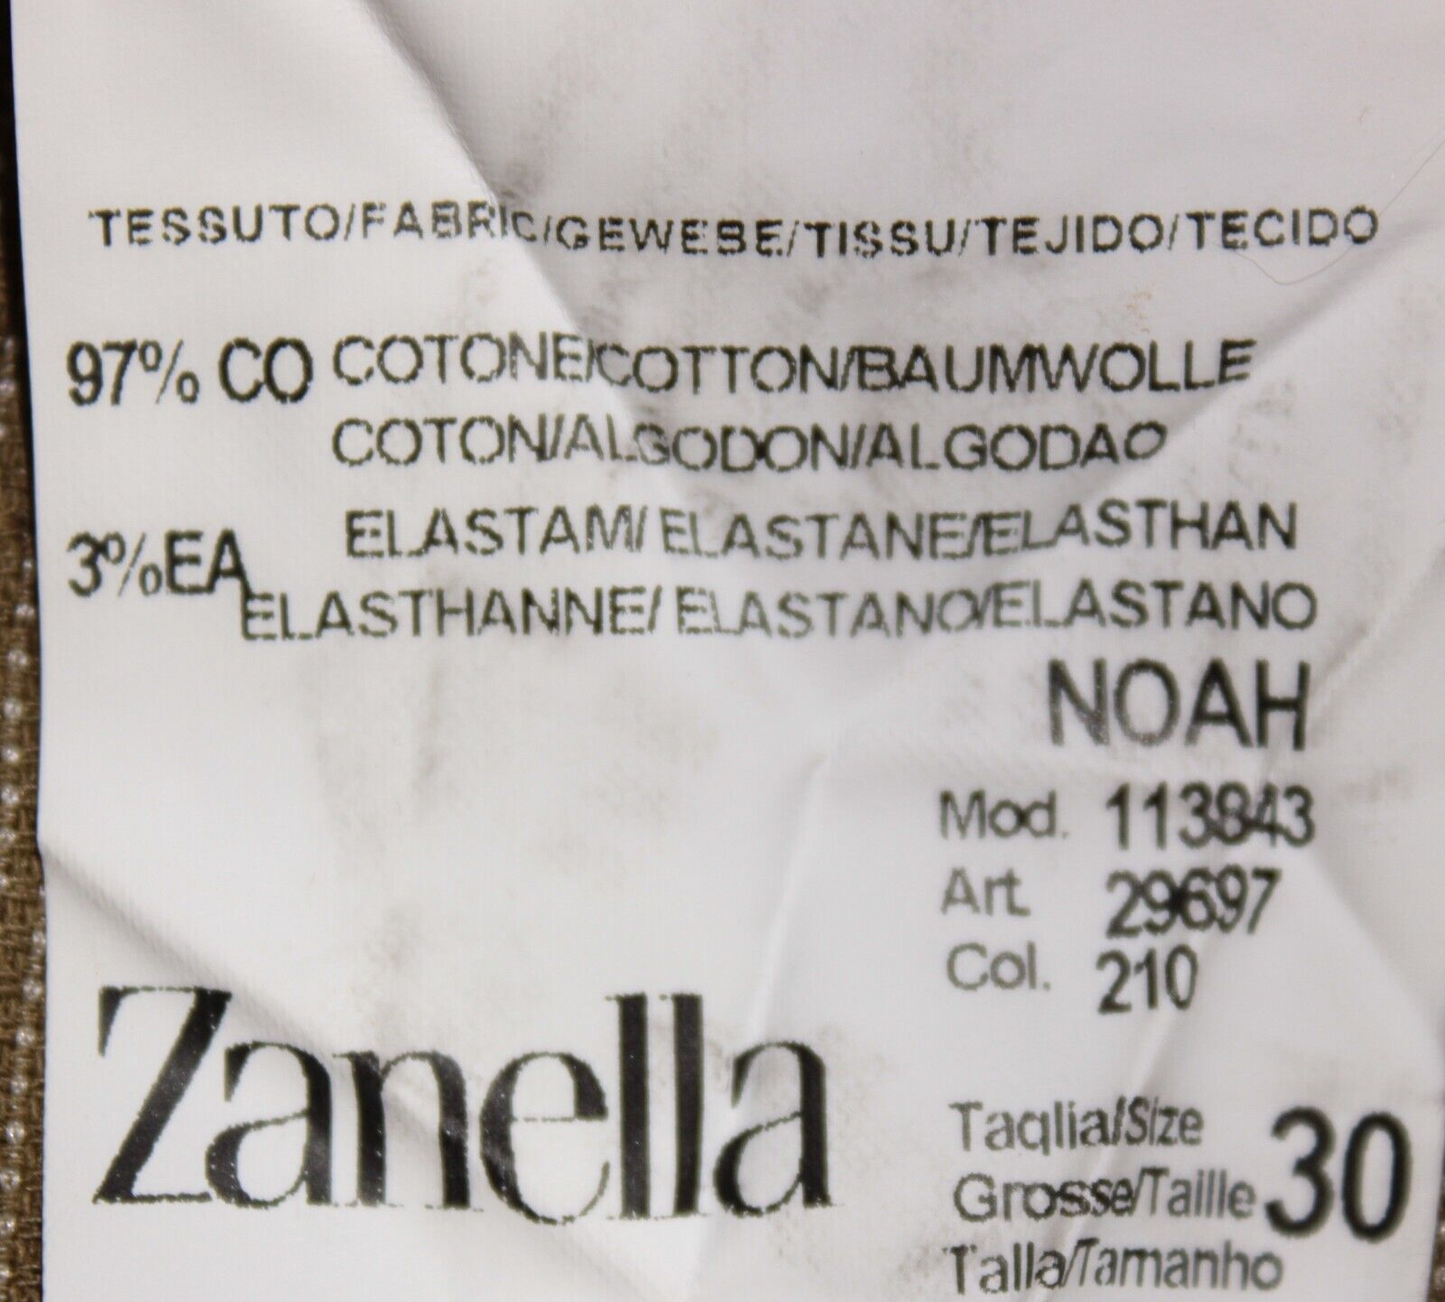 TESSUTO/FABRIC/GEWEBE/TISSU/TEJIDO/TECIDO
97% CO COTONE/COTTON/BAUMWOLLE
COTON/ALGODON/ALGODAO
3%EA ELASTAM/ ELASTANE/ELASTHAN
ELASTHANNE/ ELASTANO/ELASTANO
NOAH
Mod. 113843
Art. 29697
Col. 210
Zanella
Taglia/Size
Grosse/Taille 30
Talla/Tamanho